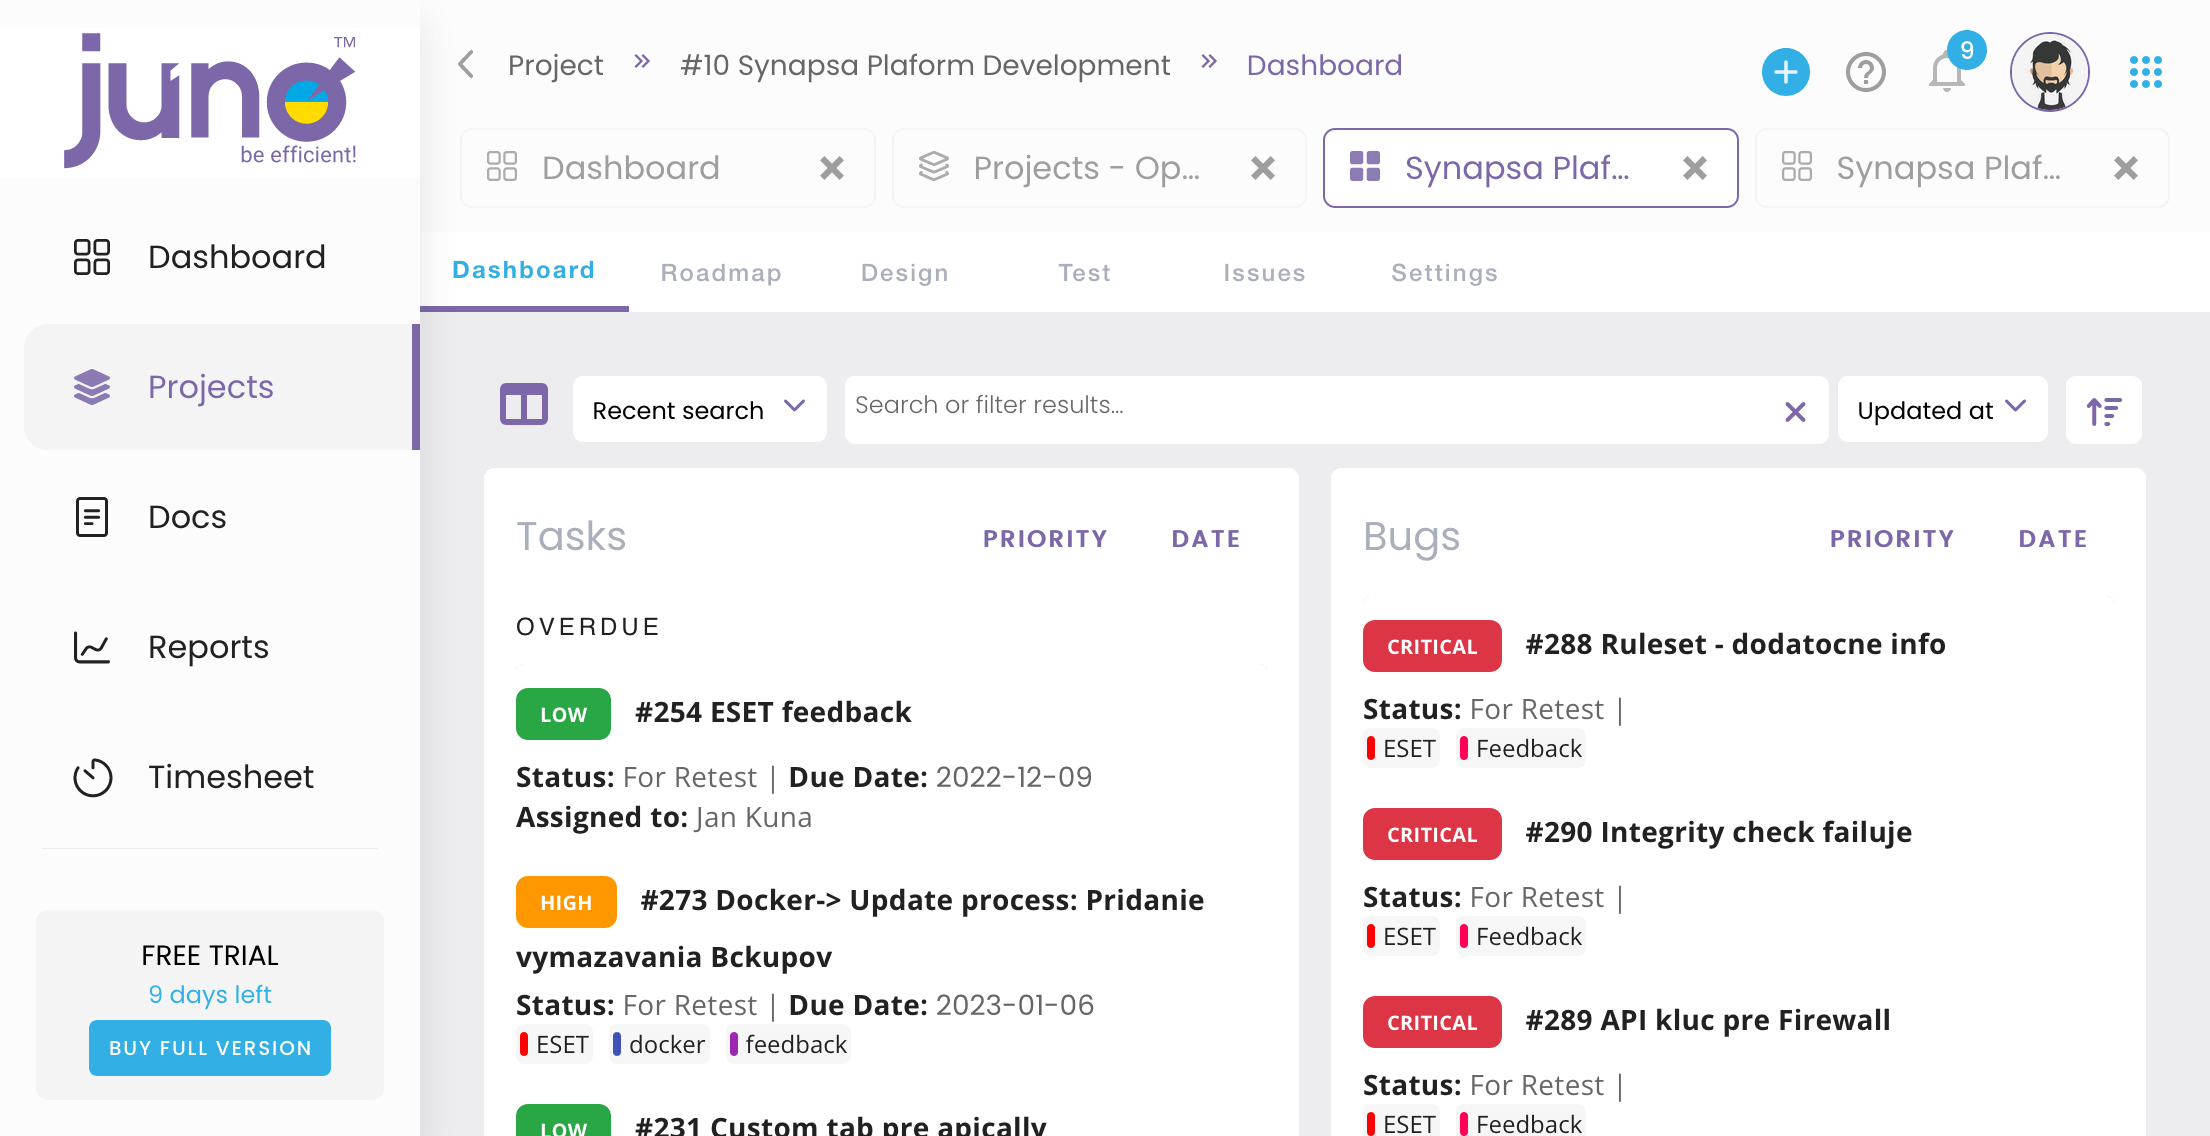 juno TM
be efficient!
Project » #10 Synapsa Plaform Development » Dashboard
9
Dashboard
Projects - Op...
Synapsa Plaf...
Synapsa Plaf...
Dashboard
Projects
Docs
Reports
Timesheet
FREE TRIAL
9 days left
BUY FULL VERSION
Dashboard Roadmap Design Test Issues Settings
Recent search
Search or filter results...
Updated at
Tasks PRIORITY DATE
OVERDUE
LOW #254 ESET feedback
Status: For Retest | Due Date: 2022-12-09
Assigned to: Jan Kuna
HIGH #273 Docker-> Update process: Pridanie
vymazavania Bckupov
Status: For Retest | Due Date: 2023-01-06
ESET docker feedback
LOW #231 Custom tab pre apically
Bugs PRIORITY DATE
CRITICAL #288 Ruleset - dodatocne info
Status: For Retest |
ESET Feedback
CRITICAL #290 Integrity check failuje
Status: For Retest |
ESET Feedback
CRITICAL #289 API kluc pre Firewall
Status: For Retest |
ESET Feedback